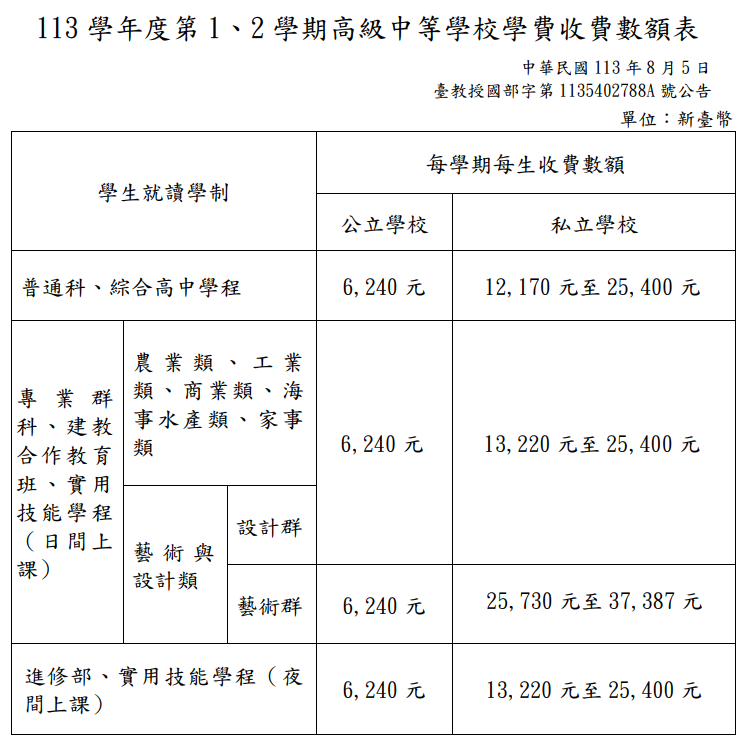 113 學年度第 1、2 學期高級中等學校學費收費數額表
中華民國 113 年 8 月 5 日
臺教授國部字第 1135402788A 號公告
單位：新臺幣
學生就讀學制
每學期每生收費數額
公立學校
私立學校
普通科、綜合高中學程
6,240 元
12,170 元至 25,400 元
專業群
科、建教
合作教育
班、實用
技能學程
（日間上
課）
農業類、工業
類、商業類、海
事水產類、家事
類
6,240 元
13,220 元至 25,400 元
藝術與
設計類
設計群
藝術群
6,240 元
25,730 元至 37,387 元
進修部、實用技能學程（夜
間上課）
6,240 元
13,220 元至 25,400 元